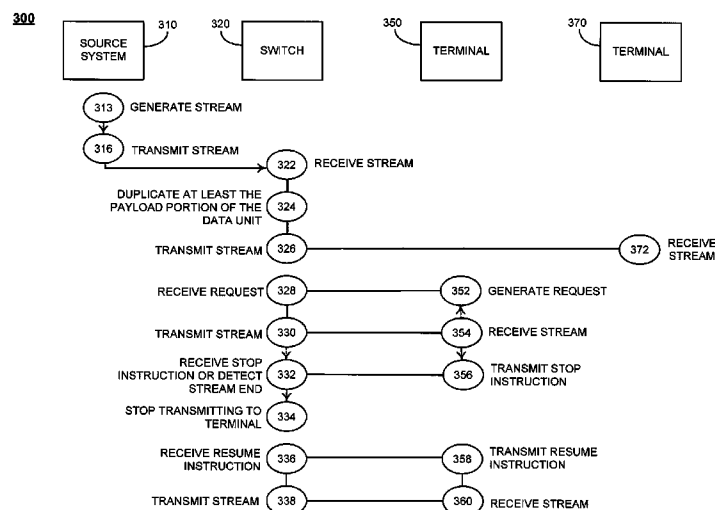 300
310
320
350
370
SOURCE
SYSTEM
SWITCH
TERMINAL
TERMINAL
313
GENERATE STREAM
316
TRANSMIT STREAM
322
RECEIVE STREAM
DUPLICATE AT LEAST THE
PAYLOAD PORTION OF THE
DATA UNIT
324
TRANSMIT STREAM
326
372
RECEIVE
STREAM
RECEIVE REQUEST
328
352
GENERATE REQUEST
TRANSMIT STREAM
330
354
RECEIVE STREAM
RECEIVE STOP
INSTRUCTION OR DETECT
STREAM END
332
356
TRANSMIT STOP
INSTRUCTION
STOP TRANSMITTING TO
TERMINAL
334
RECEIVE RESUME
INSTRUCTION
336
358
TRANSMIT RESUME
INSTRUCTION
TRANSMIT STREAM
338
360
RECEIVE STREAM